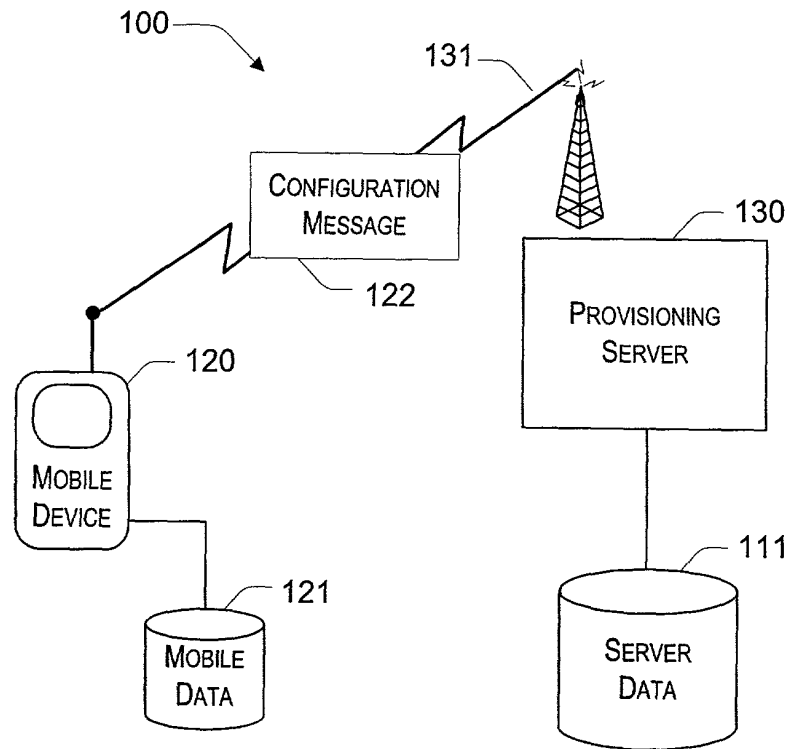 100
131
CONFIGURATION
MESSAGE
122
130
PROVISIONING
SERVER
120
MOBILE
DEVICE
121
MOBILE
DATA
111
SERVER
DATA